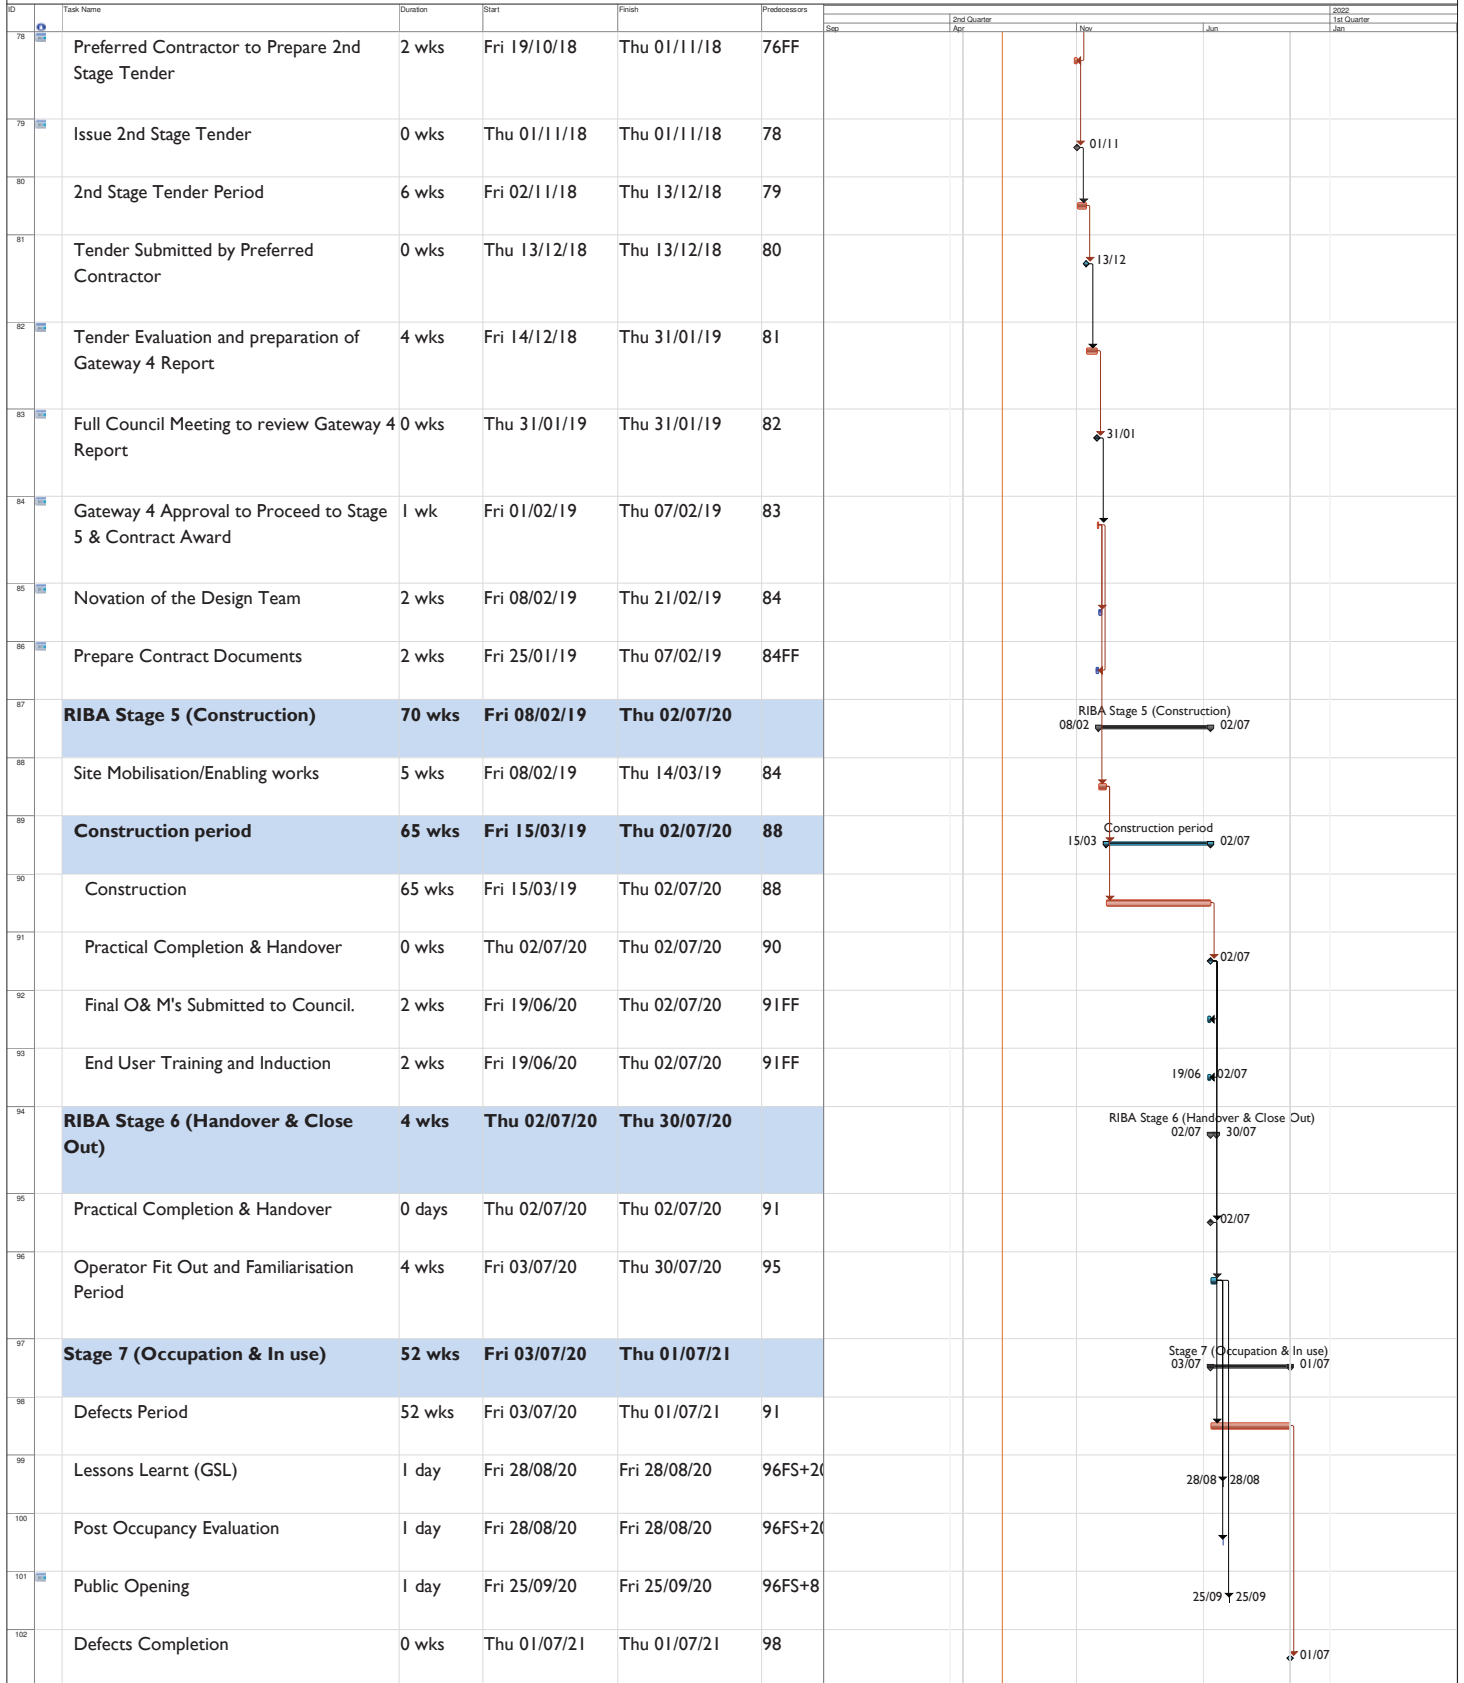 ID Task Name Duration Start Finish Predecessors 2022
2nd Quarter 1st Quarter
Sep Apr Nov Jun Jan
78 Preferred Contractor to Prepare 2nd 2 wks Fri 19/10/18 Thu 01/11/18 76FF
Stage Tender
79 Issue 2nd Stage Tender 0 wks Thu 01/11/18 Thu 01/11/18 78 01/11
80 2nd Stage Tender Period 6 wks Fri 02/11/18 Thu 13/12/18 79
81 Tender Submitted by Preferred 0 wks Thu 13/12/18 Thu 13/12/18 80 13/12
Contractor
82 Tender Evaluation and preparation of 4 wks Fri 14/12/18 Thu 31/01/19 81
Gateway 4 Report
83 Full Council Meeting to review Gateway 4 0 wks Thu 31/01/19 Thu 31/01/19 82 31/01
Report
84 Gateway 4 Approval to Proceed to Stage 1 wk Fri 01/02/19 Thu 07/02/19 83
5 & Contract Award
85 Novation of the Design Team 2 wks Fri 08/02/19 Thu 21/02/19 84
86 Prepare Contract Documents 2 wks Fri 25/01/19 Thu 07/02/19 84FF
87 RIBA Stage 5 (Construction) 70 wks Fri 08/02/19 Thu 02/07/20 RIBA Stage 5 (Construction)
08/02 02/07
88 Site Mobilisation/Enabling works 5 wks Fri 08/02/19 Thu 14/03/19 84
89 Construction period 65 wks Fri 15/03/19 Thu 02/07/20 88 Construction period
15/03 02/07
90 Construction 65 wks Fri 15/03/19 Thu 02/07/20 88
91 Practical Completion & Handover 0 wks Thu 02/07/20 Thu 02/07/20 90 02/07
92 Final O& M's Submitted to Council. 2 wks Fri 19/06/20 Thu 02/07/20 91FF
93 End User Training and Induction 2 wks Fri 19/06/20 Thu 02/07/20 91FF 19/06 02/07
94 RIBA Stage 6 (Handover & Close 4 wks Thu 02/07/20 Thu 30/07/20 RIBA Stage 6 (Handover & Close Out)
Out) 02/07 30/07
95 Practical Completion & Handover 0 days Thu 02/07/20 Thu 02/07/20 91 02/07
96 Operator Fit Out and Familiarisation 4 wks Fri 03/07/20 Thu 30/07/20 95
Period
97 Stage 7 (Occupation & In use) 52 wks Fri 03/07/20 Thu 01/07/21 Stage 7 (Occupation & In use)
03/07 01/07
98 Defects Period 52 wks Fri 03/07/20 Thu 01/07/21 91
99 Lessons Learnt (GSL) 1 day Fri 28/08/20 Fri 28/08/20 96FS+20 28/08 28/08
100 Post Occupancy Evaluation 1 day Fri 28/08/20 Fri 28/08/20 96FS+20
101 Public Opening 1 day Fri 25/09/20 Fri 25/09/20 96FS+8 25/09 25/09
102 Defects Completion 0 wks Thu 01/07/21 Thu 01/07/21 98 01/07